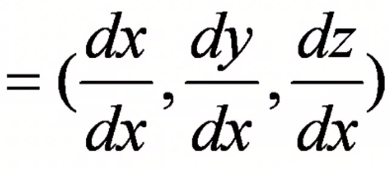 = (dx/dx, dy/dx, dz/dx)